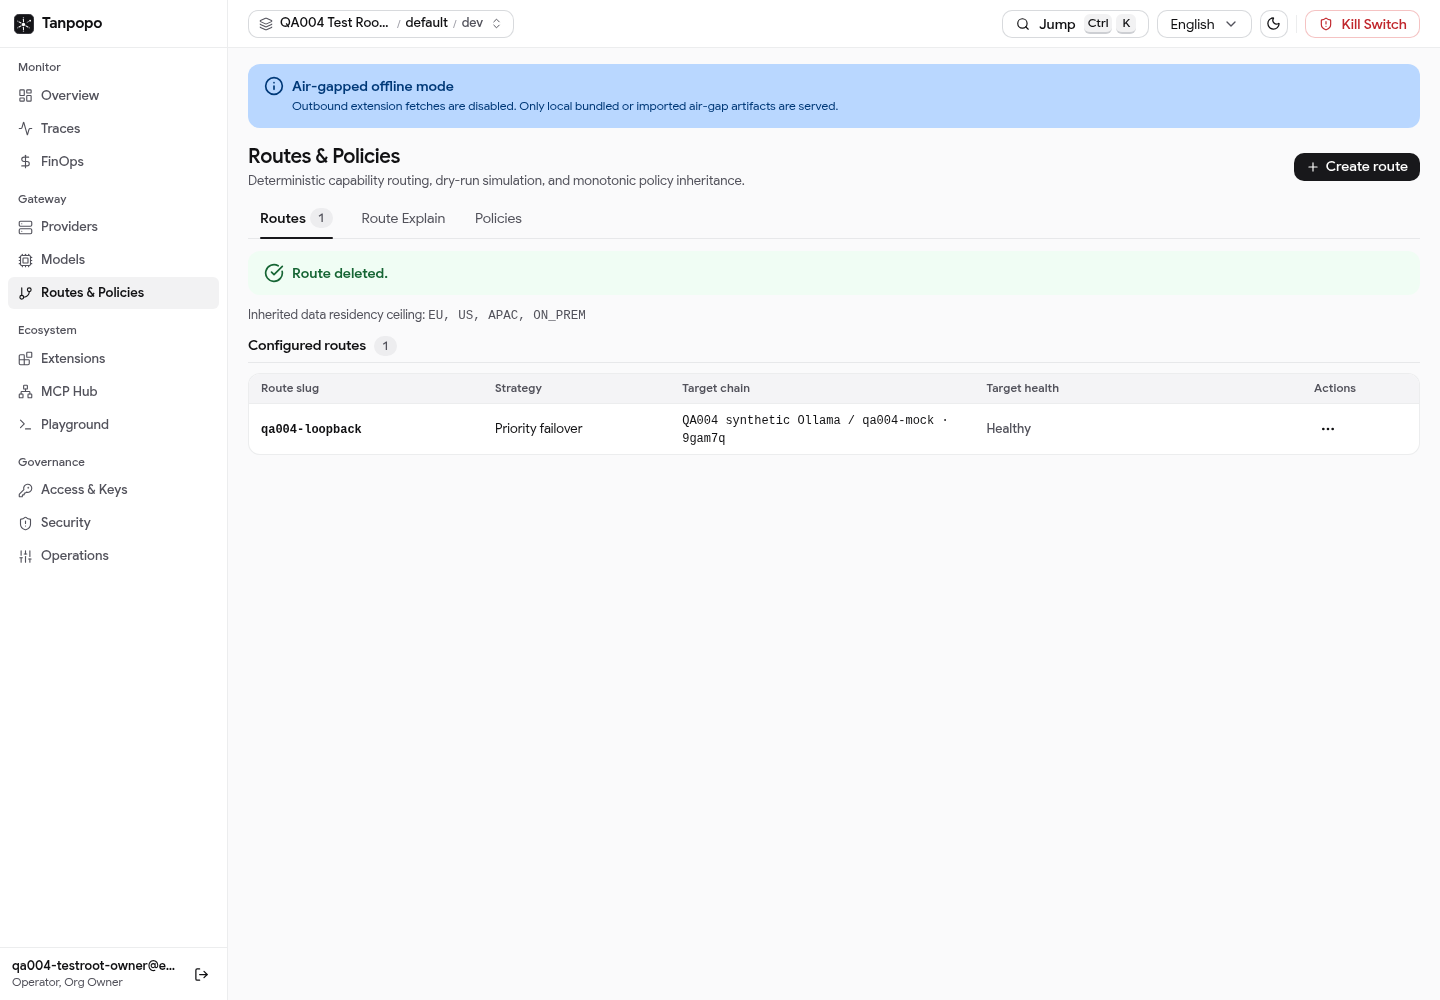 Tanpopo
QA004 Test Roo... / default / dev
Jump Ctrl K
English
Kill Switch
Monitor
Overview
Traces
FinOps
Gateway
Providers
Models
Routes & Policies
Ecosystem
Extensions
MCP Hub
Playground
Governance
Access & Keys
Security
Operations
qa004-testroot-owner@e...
Operator, Org Owner
Air-gapped offline mode
Outbound extension fetches are disabled. Only local bundled or imported air-gap artifacts are served.
Routes & Policies
Deterministic capability routing, dry-run simulation, and monotonic policy inheritance.
+ Create route
Routes 1 Route Explain Policies
Route deleted.
Inherited data residency ceiling: EU, US, APAC, ON_PREM
Configured routes 1
Route slug Strategy Target chain Target health Actions
qa004-loopback Priority failover QA004 synthetic Ollama / qa004-mock · Healthy ...
9gam7q